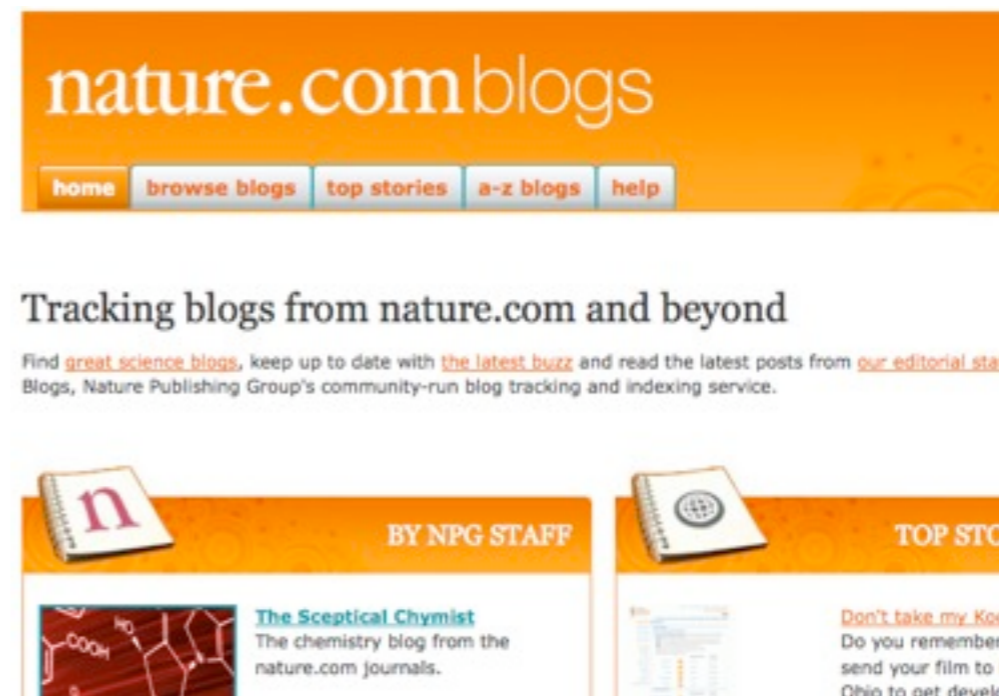 nature.com blogs
home browse blogs top stories a-z blogs help
Tracking blogs from nature.com and beyond
Find great science blogs, keep up to date with the latest buzz and read the latest posts from our editorial
Blogs, Nature Publishing Group's community-run blog tracking and indexing service.
n
BY NPG STAFF
TOP
The Sceptical Chymist
The chemistry blog from the
nature.com journals.
HO
COOH
Don't take my
Do you remember
send your film to
Ohio to get